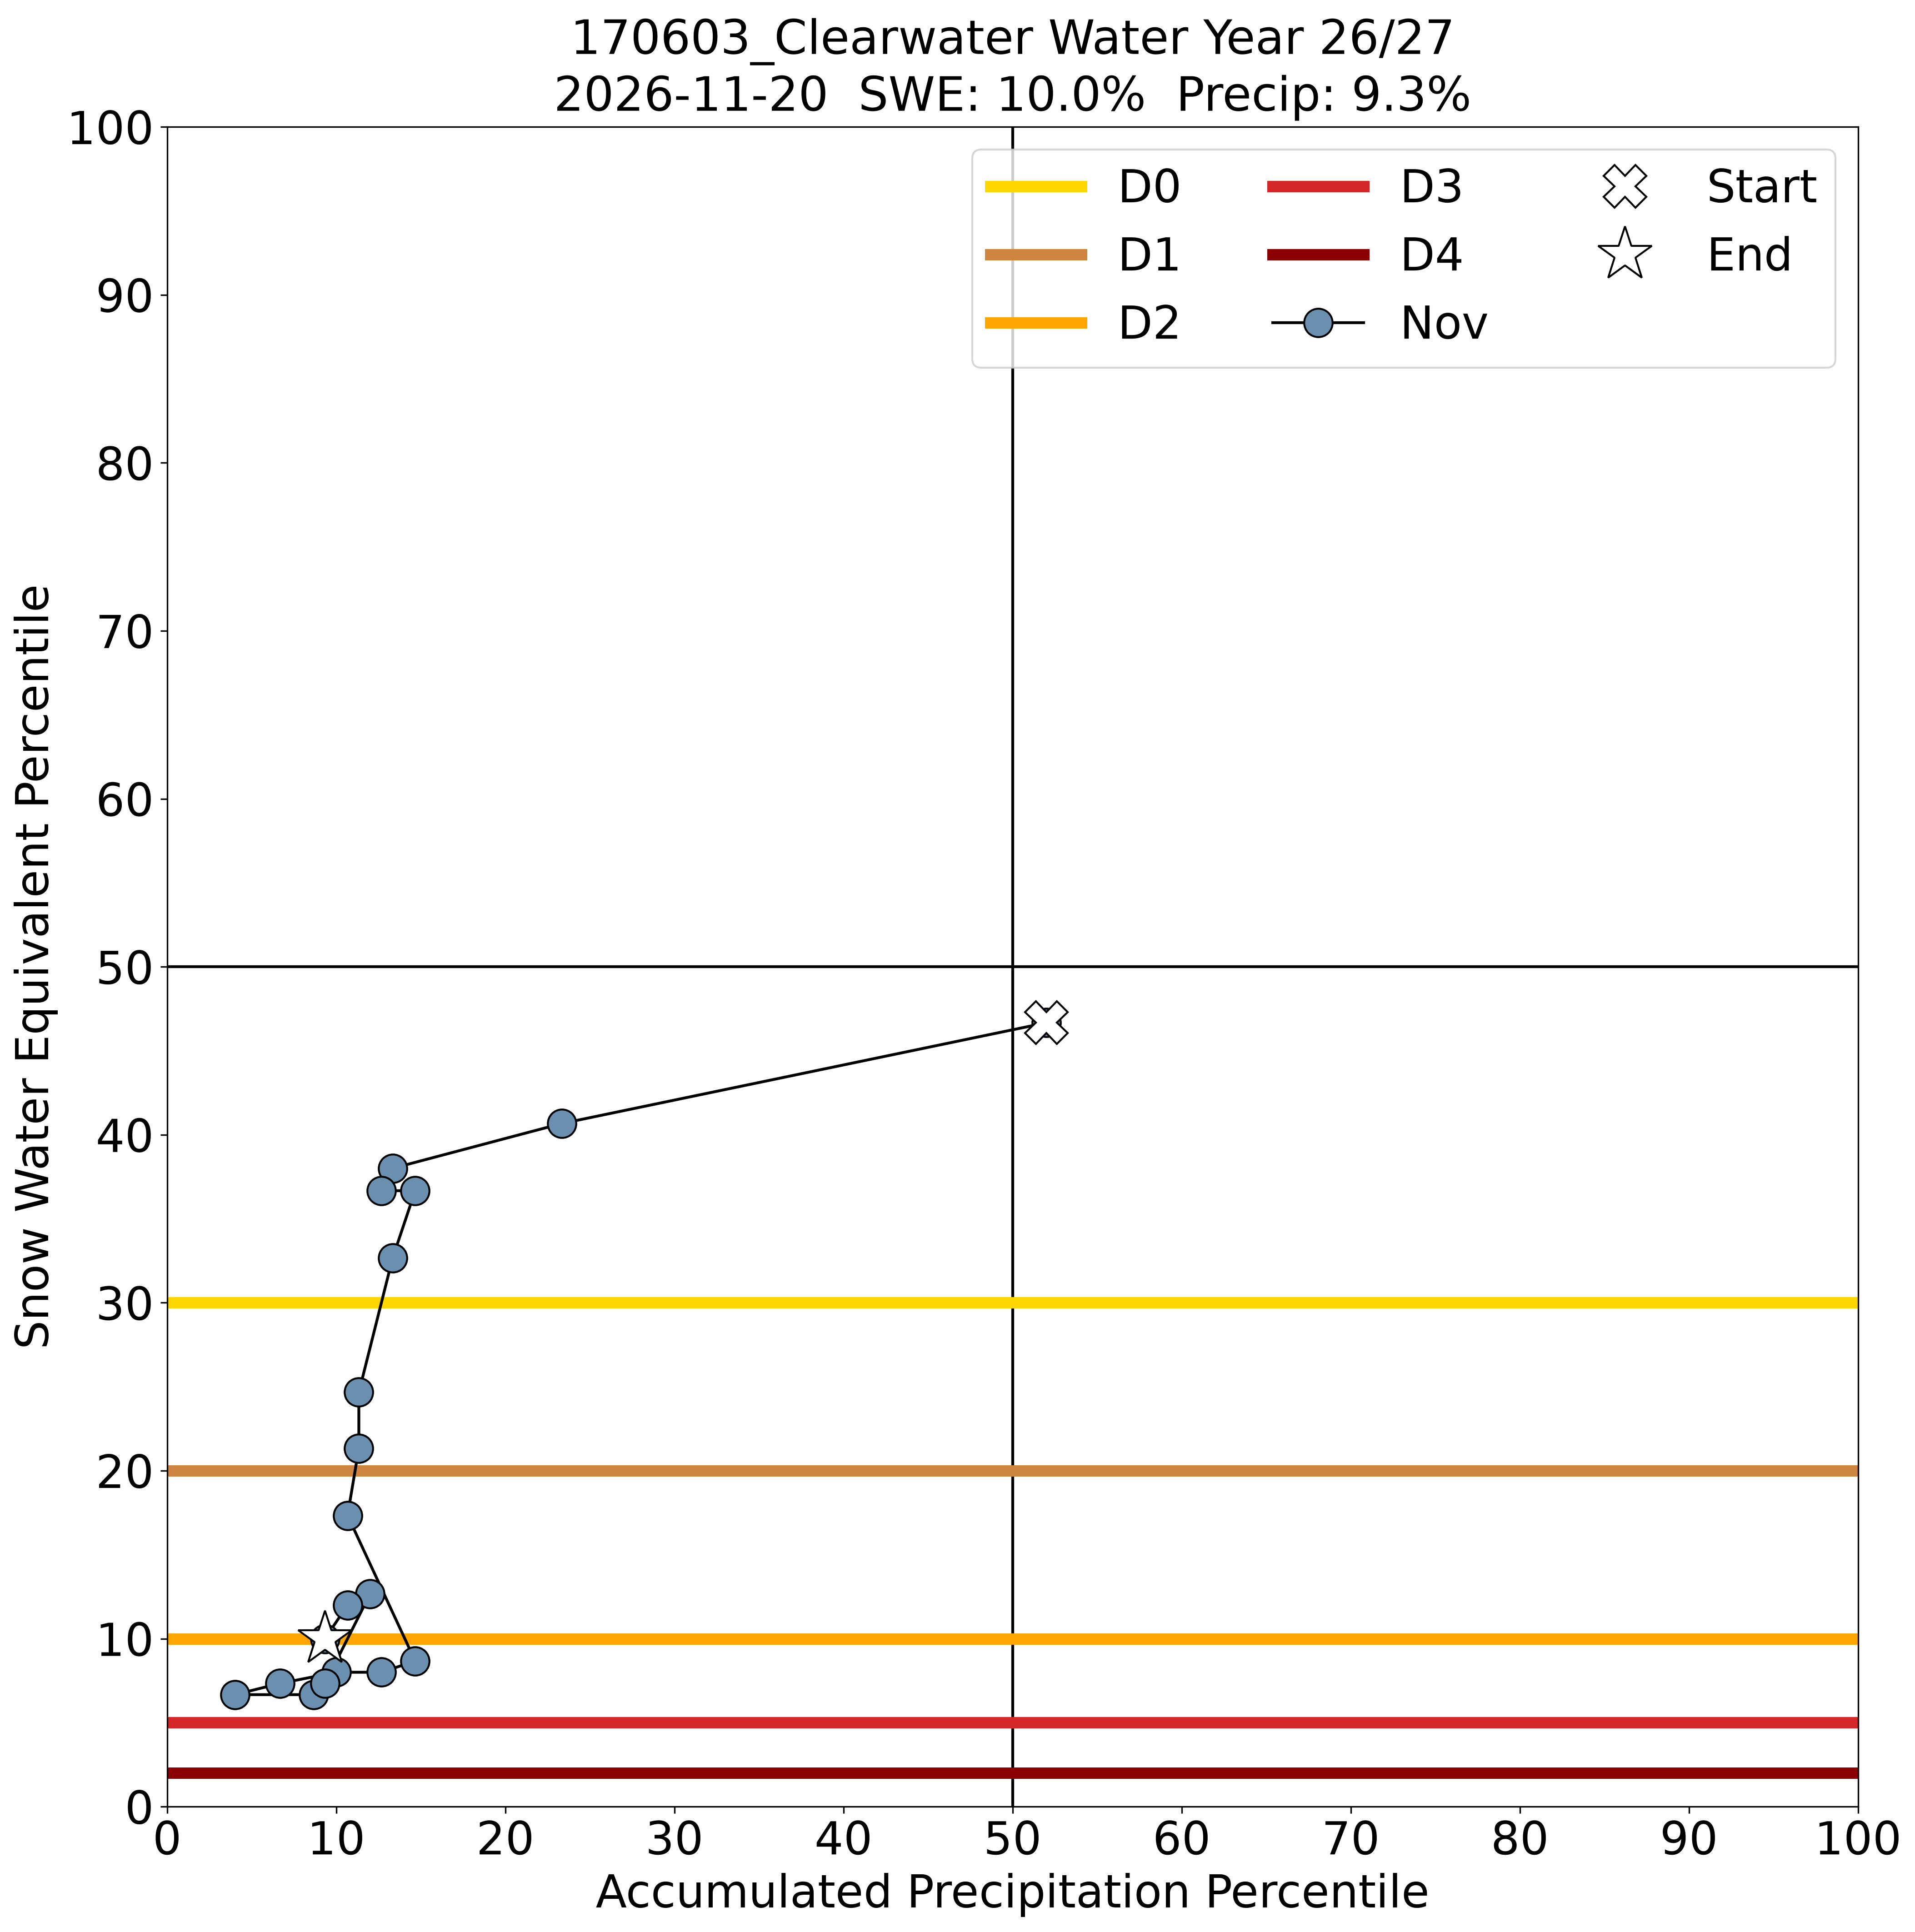 170603_Clearwater Water Year 26/27
2026-11-20  SWE: 10.0%  Precip: 9.3%
D0
D1
D2
D3
D4
Nov
Start
End
Snow Water Equivalent Percentile
100
90
80
70
60
50
40
30
20
10
0
0 10 20 30 40 50 60 70 80 90 100
Accumulated Precipitation Percentile